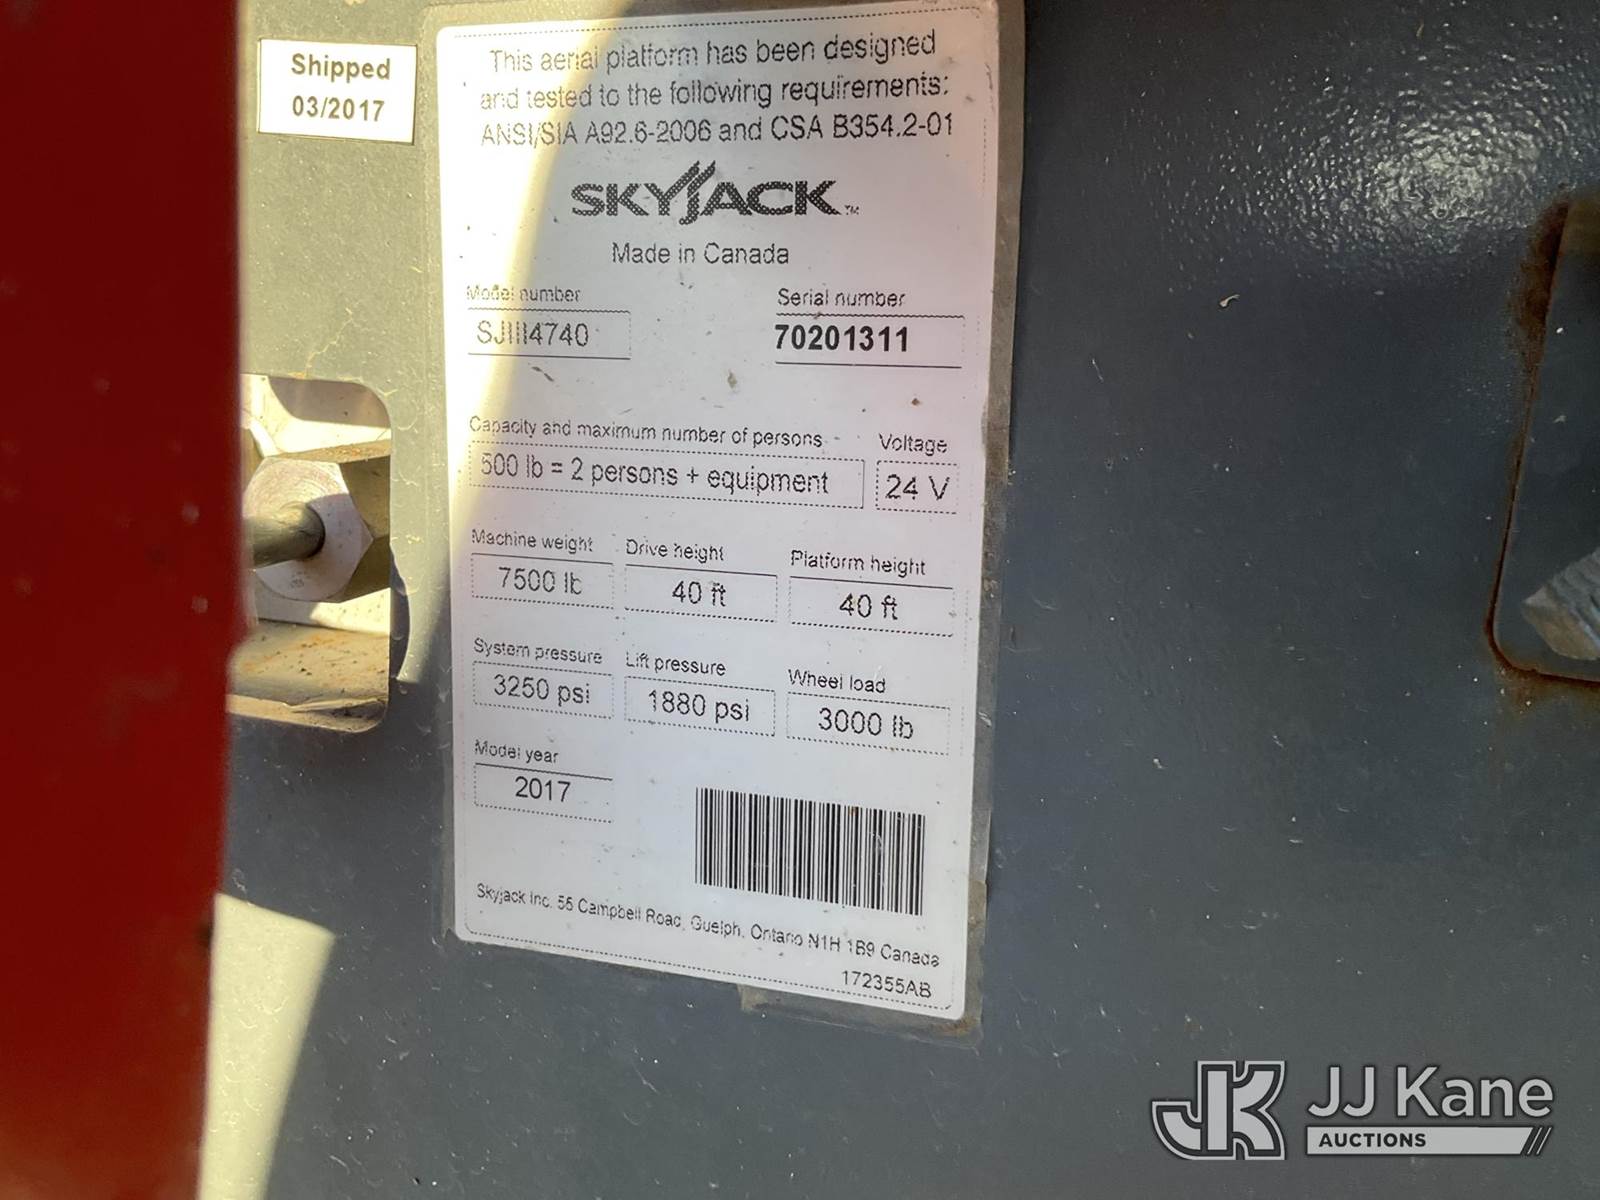 Shipped
03/2017
This aerial platform has been designed
and tested to the following requirements:
ANSI/SIA A92.6-2006 and CSA B354.2-01
SKYJACK™
Made in Canada
Model number
SJIII4740
Serial number
70201311
Capacity and maximum number of persons
500 lb = 2 persons + equipment
Voltage
24 V
Machine weight
7500 lb
Drive height
40 ft
Platform height
40 ft
System pressure
3250 psi
Lift pressure
1880 psi
Wheel load
3000 lb
Model year
2017
Skyjack Inc. 55 Campbell Road, Guelph, Ontario N1H 1B9 Canada
172355AB
JK JJ Kane
AUCTIONS